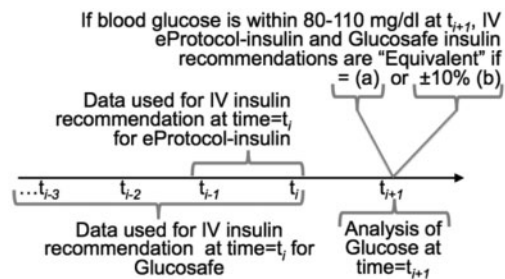 If blood glucose is within 80-110 mg/dl at tᵢ₊₁, IV
eProtocol-insulin and Glucosafe insulin
recommendations are “Equivalent” if
= (a) or ±10% (b)
Data used for IV insulin
recommendation at time=tᵢ
for eProtocol-insulin
...tᵢ₋₃ tᵢ₋₂ tᵢ₋₁ tᵢ tᵢ₊₁
Data used for IV insulin
recommendation at time=tᵢ for
Glucosafe
Analysis of
Glucose at
time=tᵢ₊₁